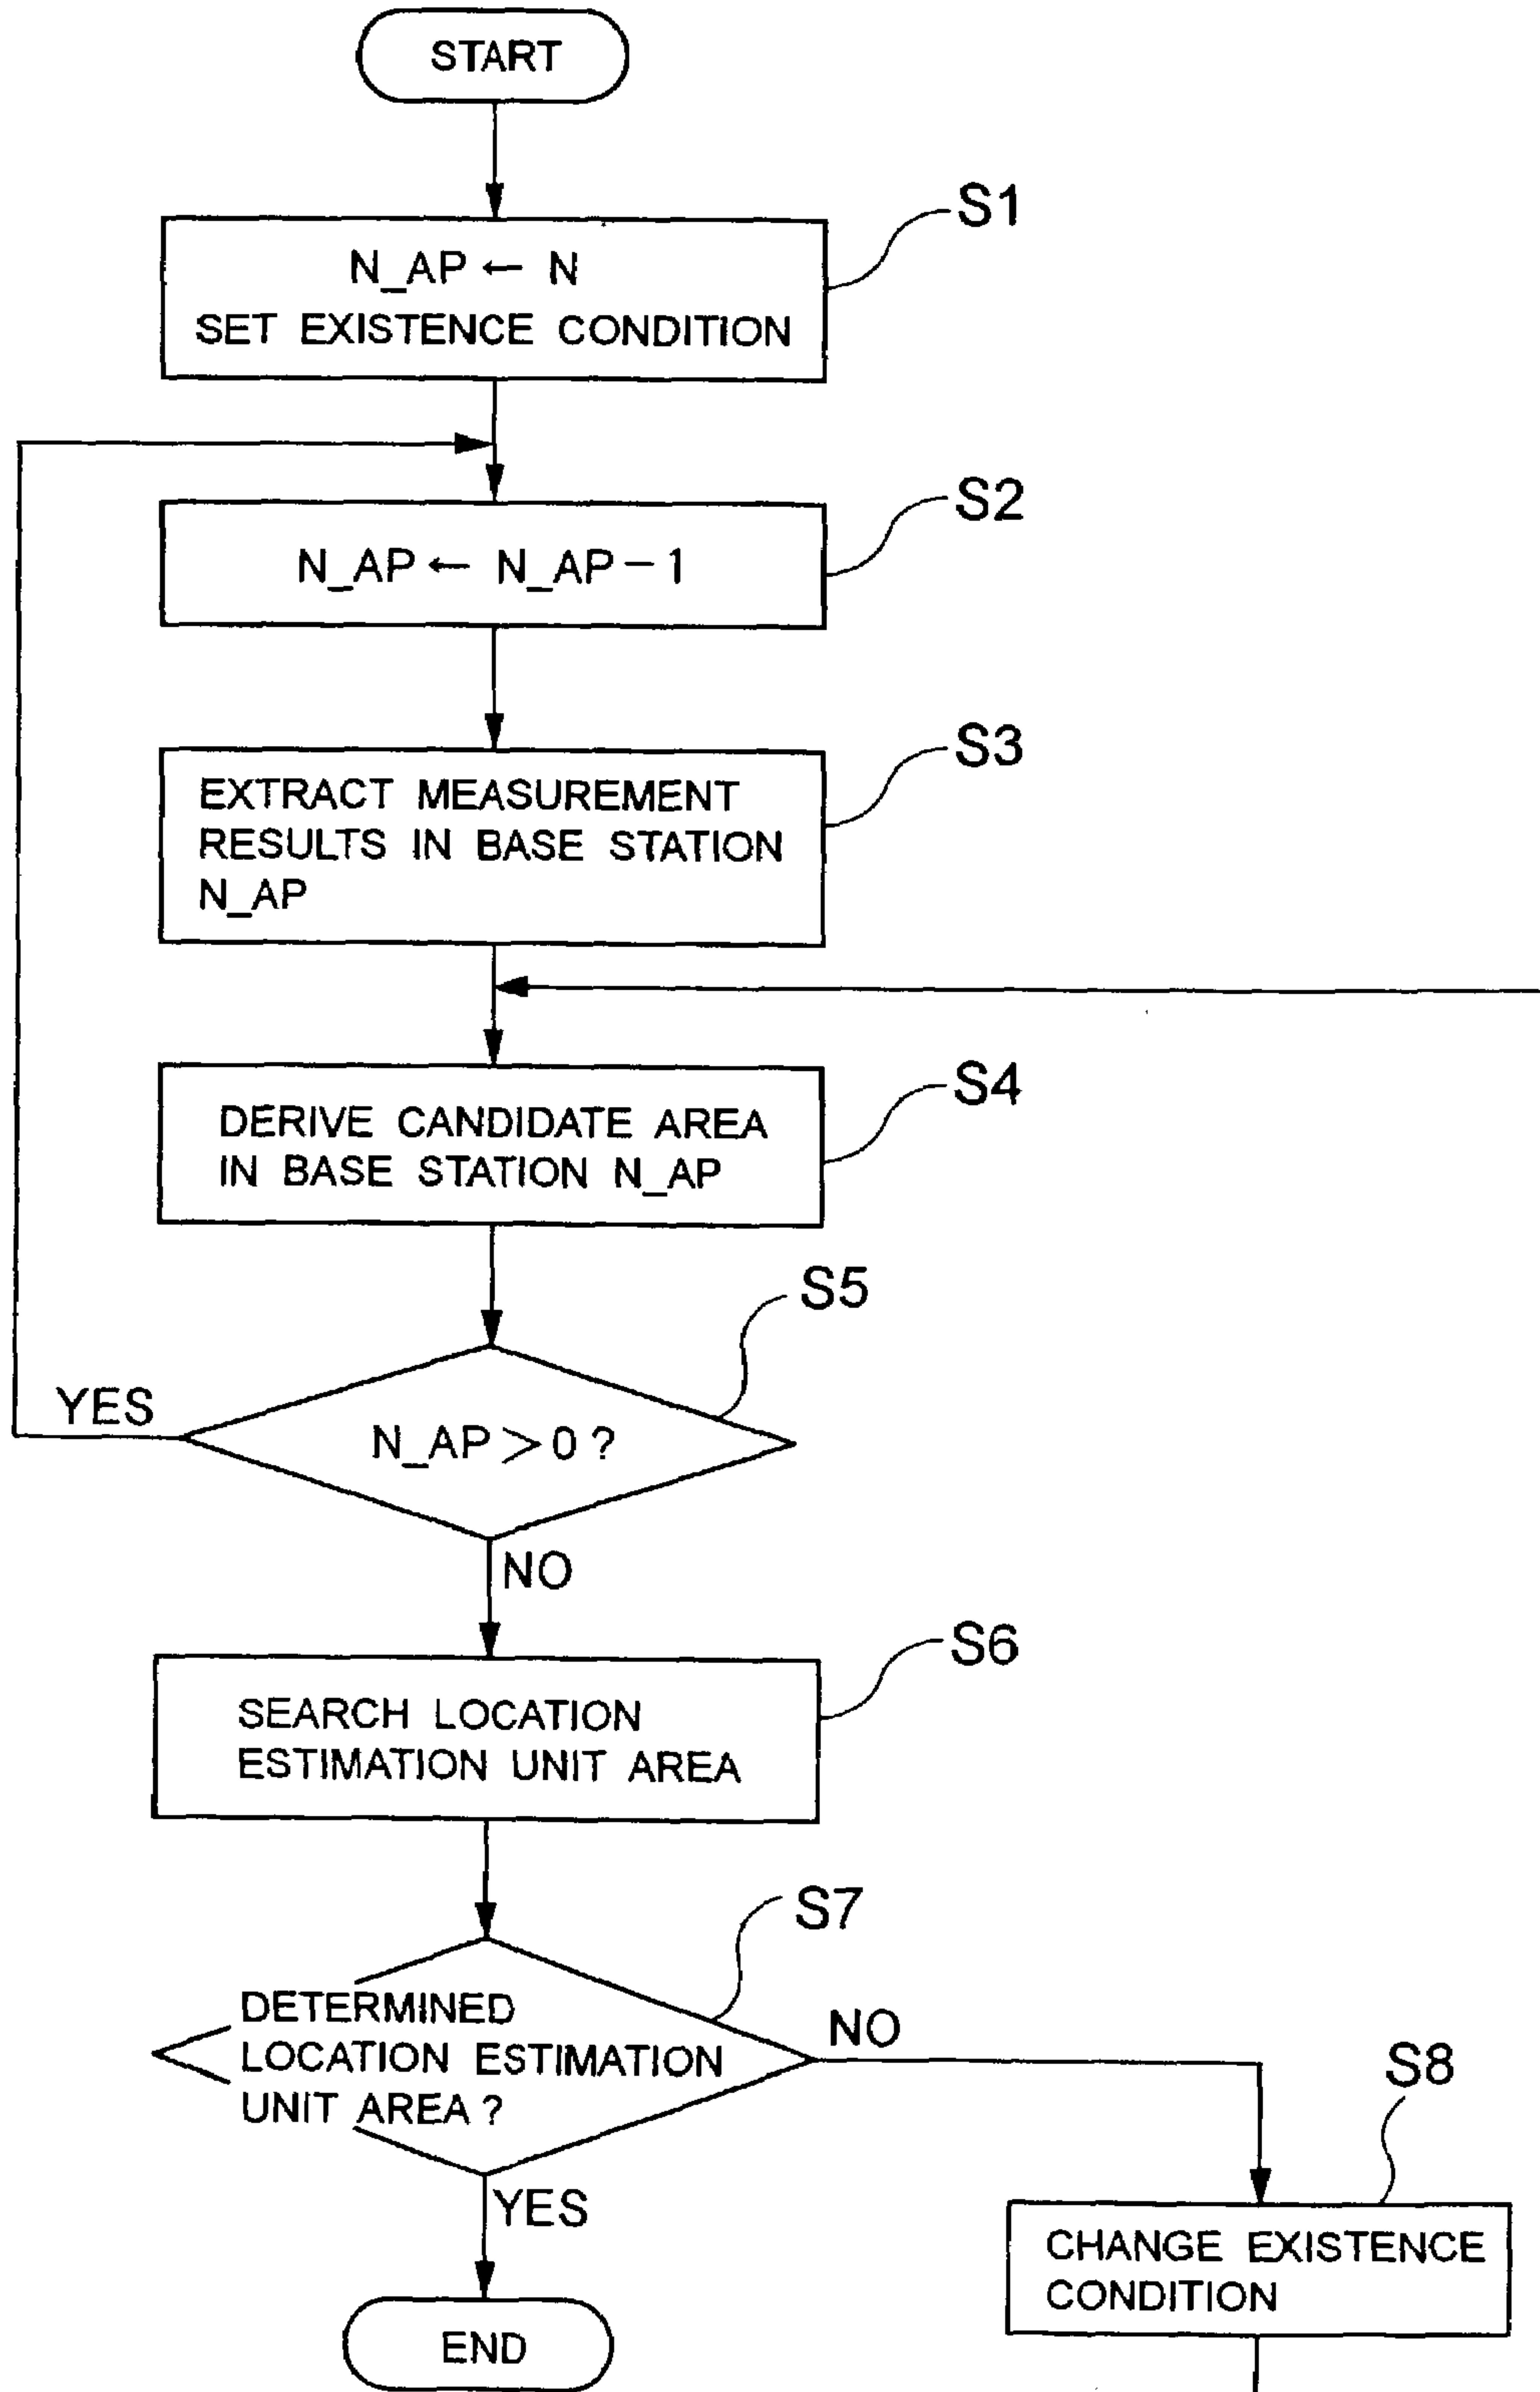 START
S1
N_AP ← N
SET EXISTENCE CONDITION
S2
N_AP ← N_AP − 1
S3
EXTRACT MEASUREMENT
RESULTS IN BASE STATION
N_AP
S4
DERIVE CANDIDATE AREA
IN BASE STATION N_AP
S5
YES
N_AP > 0 ?
NO
S6
SEARCH LOCATION
ESTIMATION UNIT AREA
S7
DETERMINED
LOCATION ESTIMATION
UNIT AREA ?
NO
S8
YES
CHANGE EXISTENCE
CONDITION
END